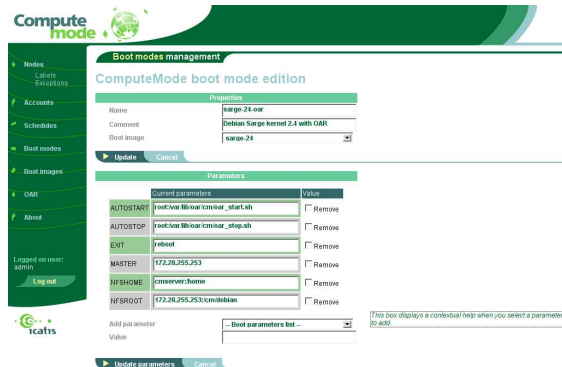 Compute
mode
Boot modes management
Nodes
Labels
Exceptions
Accounts
Schedules
Boot modes
Boot images
OAR
About
Logged on user:
admin
Log out
icatis
ComputeMode boot mode edition
Properties
Name sarge-24-oar
Comment Debian Sarge kernel 2.4 with OAR
Boot image sarge-24
Update Cancel
Parameters
Current parameters Value
AUTOSTART root:/var/lib/oar/cm/oar_start.sh Remove
AUTOSTOP root:/var/lib/oar/cm/oar_stop.sh Remove
EXIT reboot Remove
MASTER 172.28.255.253 Remove
NFSHOME cmserver:/home Remove
NFSROOT 172.28.255.253:/cm/debian Remove
Add parameter -- Boot parameters list --
Value
This box displays a contextual help when you select a parameter
to add
Update parameters Cancel